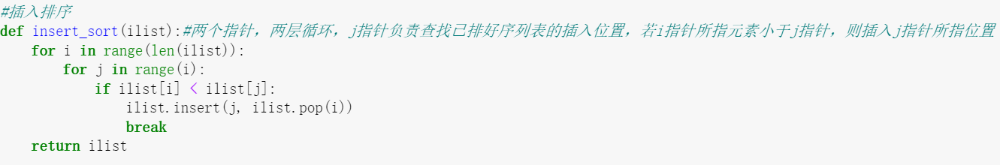 #插入排序
def insert_sort(ilist):#两个指针，两层循环，j指针负责查找已排好序列表的插入位置，若i指针所指元素小于j指针，则插入j指针所指位置
    for i in range(len(ilist)):
        for j in range(i):
            if ilist[i] < ilist[j]:
                ilist.insert(j, ilist.pop(i))
                break
    return ilist